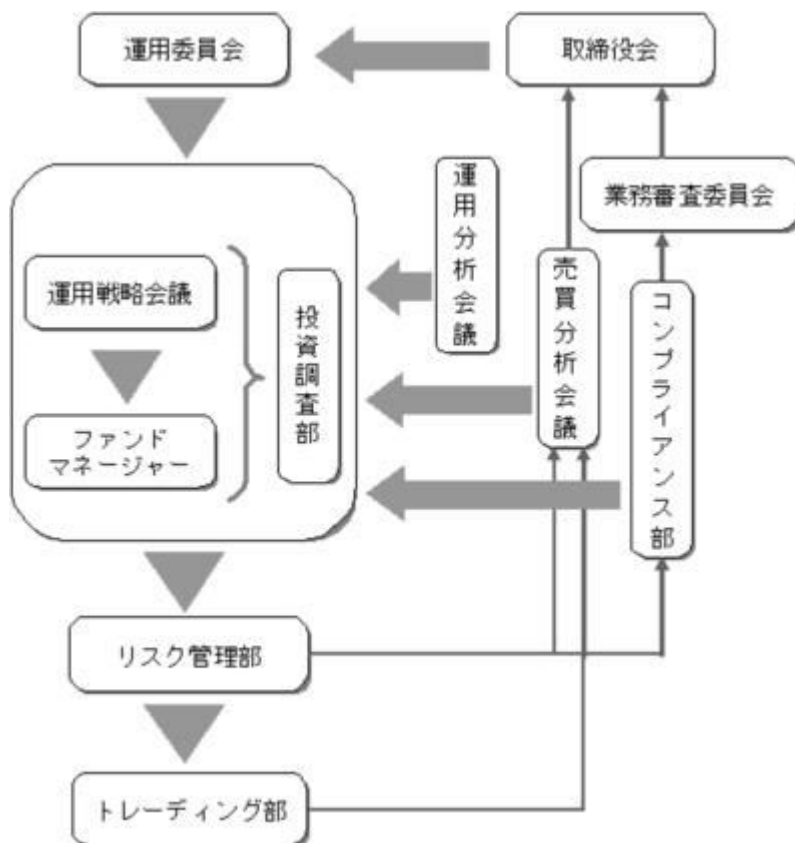 運用委員会
取締役会
運用分析会議
業務審査委員会
運用戦略会議
投資調査部
売買分析会議
コンプライアンス部
ファンド
マネージャー
リスク管理部
トレーディング部